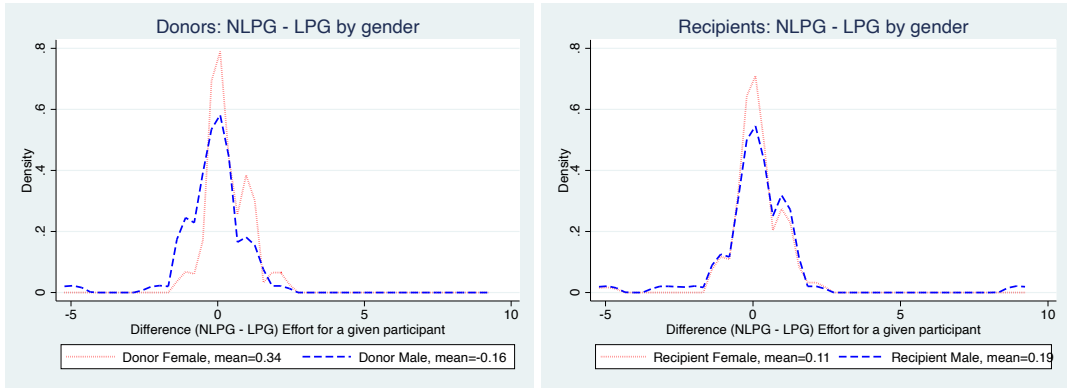 Donors: NLPG - LPG by gender
.8
.6
.4
.2
0
Density
-5
0
5
10
Difference (NLPG - LPG) Effort for a given participant
Donor Female, mean=0.34
Donor Male, mean=-0.16
Recipients: NLPG - LPG by gender
.8
.6
.4
.2
0
Density
-5
0
5
10
Difference (NLPG - LPG) Effort for a given participant
Recipient Female, mean=0.11
Recipient Male, mean=0.19